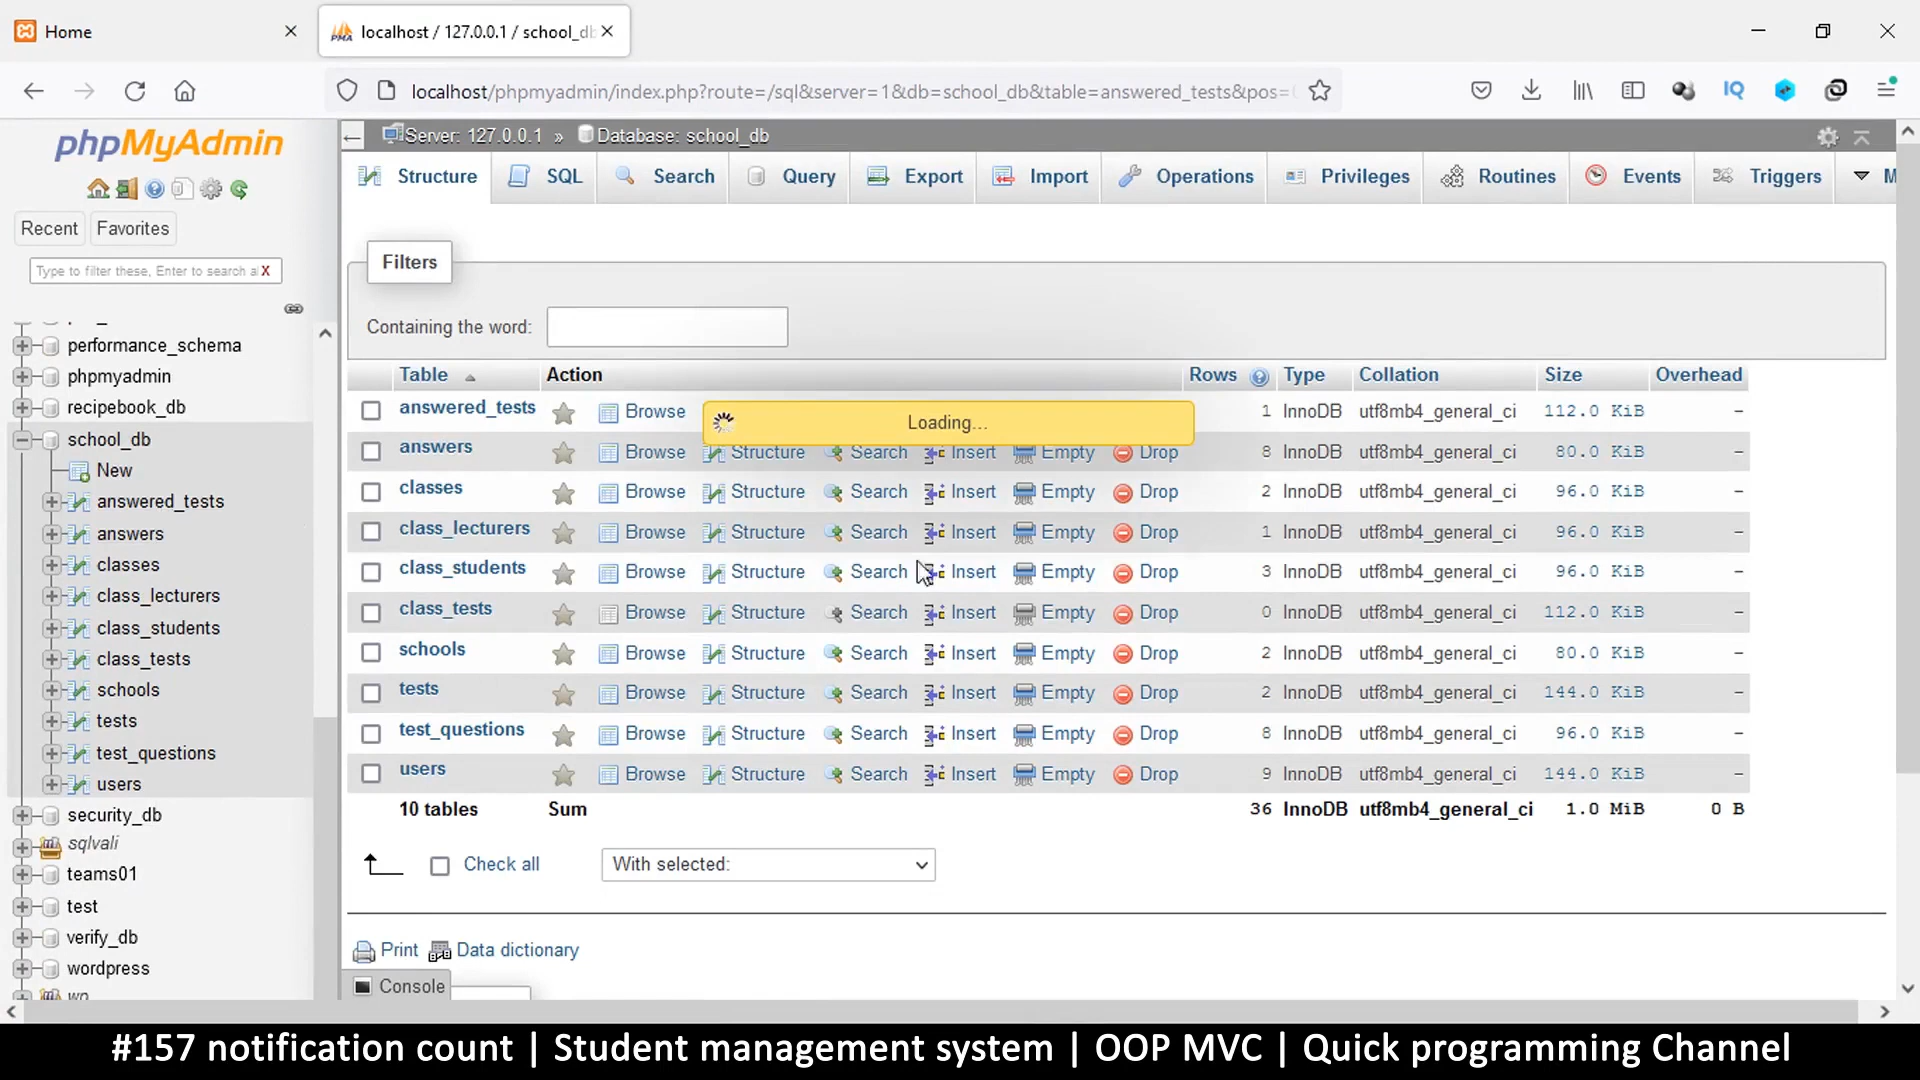 Home
localhost / 127.0.0.1 / school_db
localhost/phpmyadmin/index.php?route=/sql&server=1&db=school_db&table=answered_tests&pos=
IQ
phpMyAdmin
Recent Favorites
Type to filter these, Enter to search a X
performance_schema
phpmyadmin
recipebook_db
school_db
New
answered_tests
answers
classes
class_lecturers
class_students
class_tests
schools
tests
test_questions
users
security_db
sqlvali
teams01
test
verify_db
wordpress
wp
Server: 127.0.0.1 » Database: school_db
Structure SQL Search Query Export Import Operations Privileges Routines Events Triggers M
Filters
Containing the word:
Table Action Rows Type Collation Size Overhead
answered_tests Browse 1 InnoDB utf8mb4_general_ci 112.0 KiB -
Loading...
answers Browse Structure Search Insert Empty Drop 8 InnoDB utf8mb4_general_ci 80.0 KiB -
classes Browse Structure Search Insert Empty Drop 2 InnoDB utf8mb4_general_ci 96.0 KiB -
class_lecturers Browse Structure Search Insert Empty Drop 1 InnoDB utf8mb4_general_ci 96.0 KiB -
class_students Browse Structure Search Insert Empty Drop 3 InnoDB utf8mb4_general_ci 96.0 KiB -
class_tests Browse Structure Search Insert Empty Drop 0 InnoDB utf8mb4_general_ci 112.0 KiB -
schools Browse Structure Search Insert Empty Drop 2 InnoDB utf8mb4_general_ci 80.0 KiB -
tests Browse Structure Search Insert Empty Drop 2 InnoDB utf8mb4_general_ci 144.0 KiB -
test_questions Browse Structure Search Insert Empty Drop 8 InnoDB utf8mb4_general_ci 96.0 KiB -
users Browse Structure Search Insert Empty Drop 9 InnoDB utf8mb4_general_ci 144.0 KiB -
10 tables Sum 36 InnoDB utf8mb4_general_ci 1.0 MiB 0 B
Check all With selected:
Print Data dictionary
Console
#157 notification count | Student management system | OOP MVC | Quick programming Channel